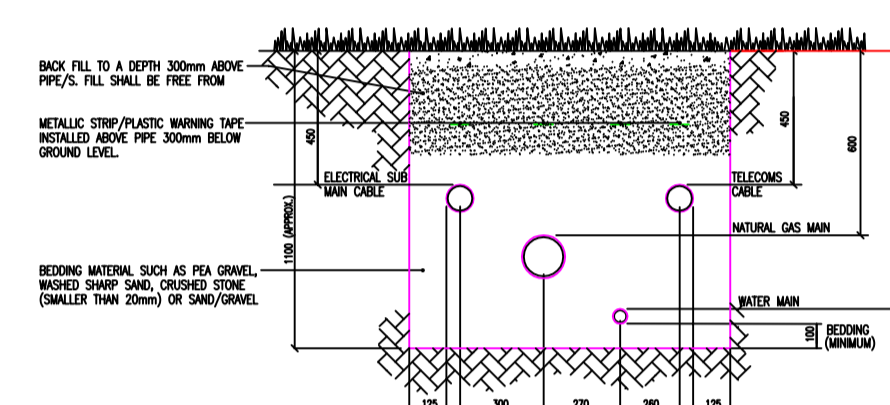 BACK FILL TO A DEPTH 300mm ABOVE
PIPE/S. FILL SHALL BE FREE FROM
METALLIC STRIP/PLASTIC WARNING TAPE
INSTALLED ABOVE PIPE 300mm BELOW
GROUND LEVEL.
450
450
600
ELECTRICAL SUB
MAIN CABLE
TELECOMS
CABLE
1100 (APPROX.)
NATURAL GAS MAIN
BEDDING MATERIAL SUCH AS PEA GRAVEL,
WASHED SHARP SAND, CRUSHED STONE
(SMALLER THAN 20mm) OR SAND/GRAVEL
WATER MAIN
100
BEDDING
(MINIMUM)
125 300 270 260 125